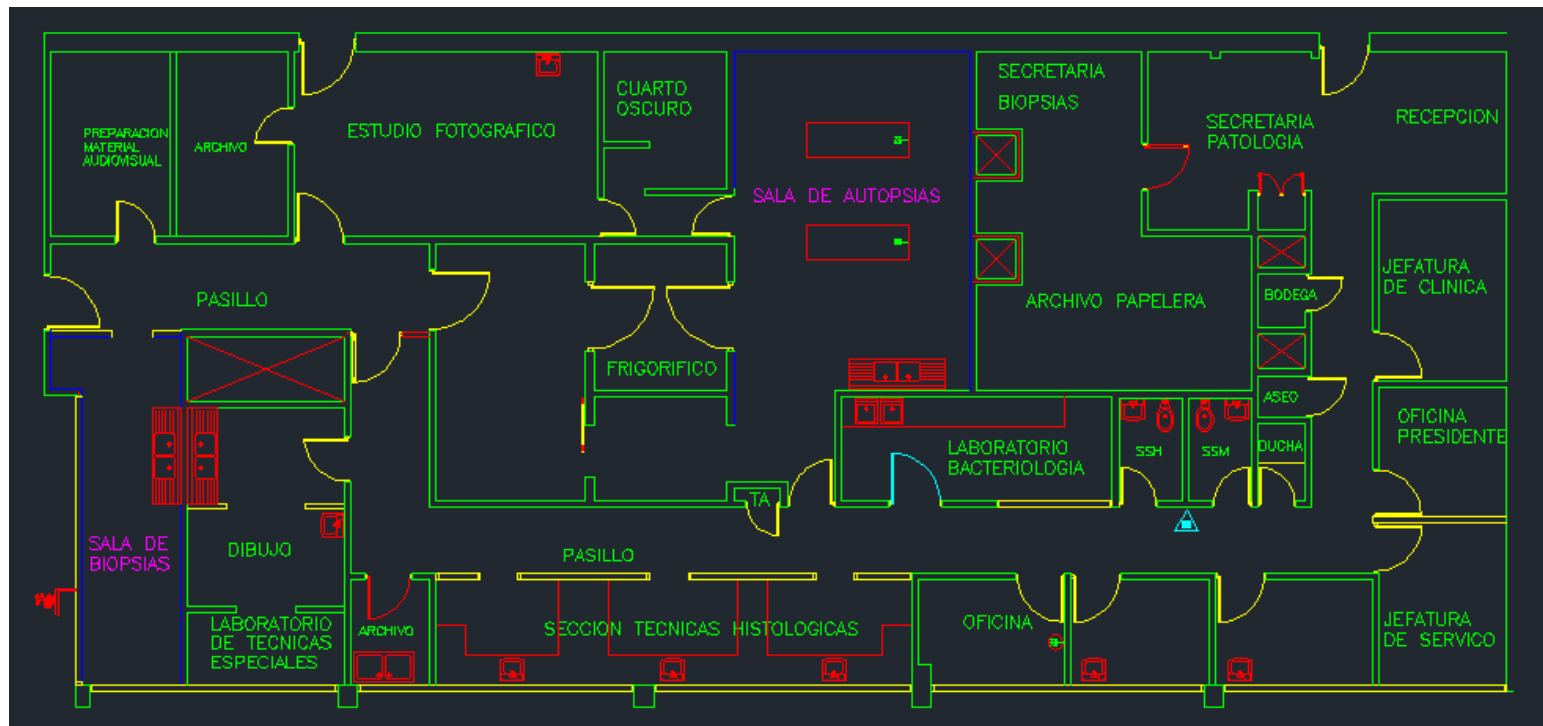 PREPARACION
MATERIAL
AUDIOVISUAL
ARCHIVO
ESTUDIO FOTOGRAFICO
CUARTO
OSCURO
SALA DE AUTOPSIAS
SECRETARIA
BIOPSIAS
SECRETARIA
PATOLOGIA
RECEPCION
PASILLO
FRIGORIFICO
ARCHIVO PAPELERA
BODEGA
JEFATURA
DE CLINICA
ASEO
OFICINA
PRESIDENTE
LABORATORIO
BACTERIOLOGIA
SSH
SSM
DUCHA
TA
SALA DE
BIOPSIAS
DIBUJO
PASILLO
LABORATORIO
DE TECNICAS
ESPECIALES
ARCHIVO
SECCION TECNICAS HISTOLOGICAS
OFICINA
JEFATURA
DE SERVICO